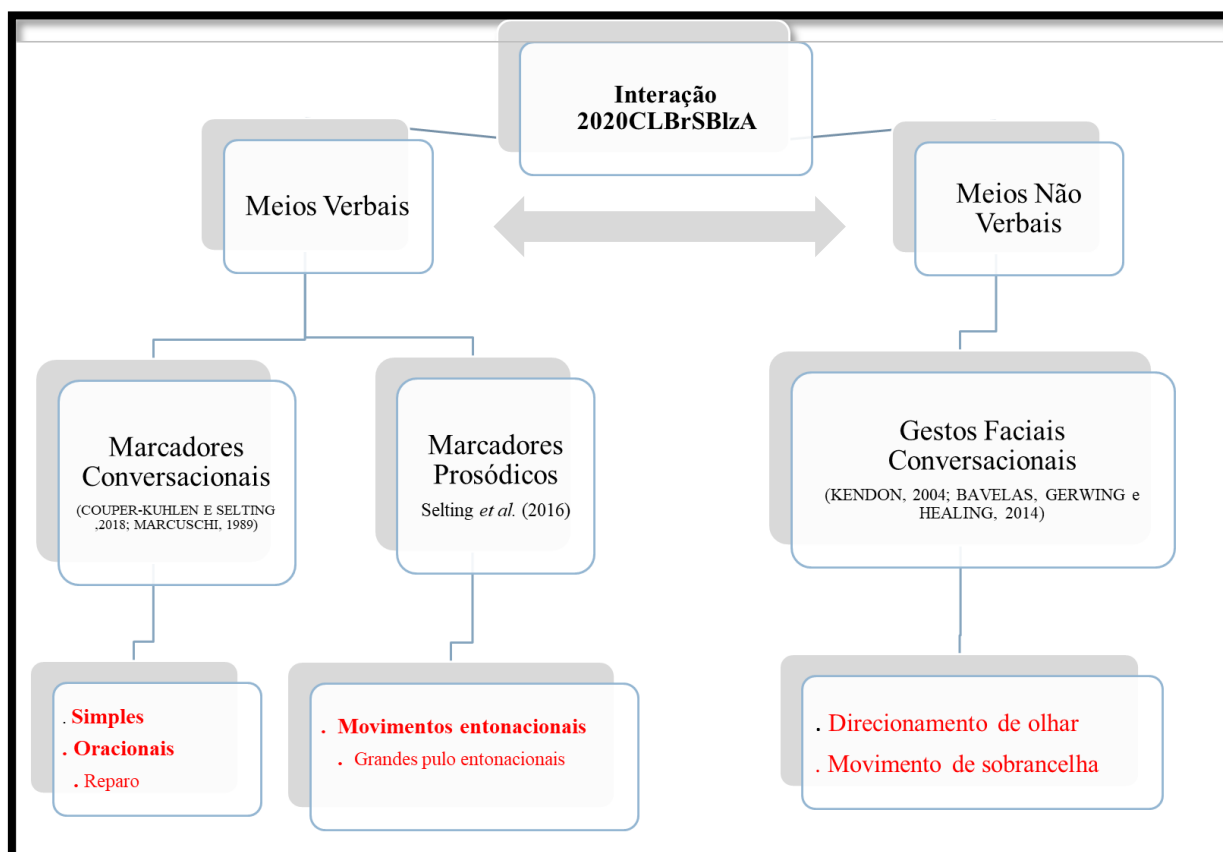 Interação
2020CLBrSBlzA
Meios Verbais
Meios Não
Verbais
Marcadores
Conversacionais
(COUPER-KUHLEN E SELTING
,2018; MARCUSCHI, 1989)
Marcadores
Prosódicos
Selting et al. (2016)
Gestos Faciais
Conversacionais
(KENDON, 2004; BAVELAS, GERWING e
HEALING, 2014)
. Simples
. Oracionais
. Reparo
. Movimentos entonacionais
. Grandes pulo entonacionais
. Direcionamento de olhar
. Movimento de sobrancelha